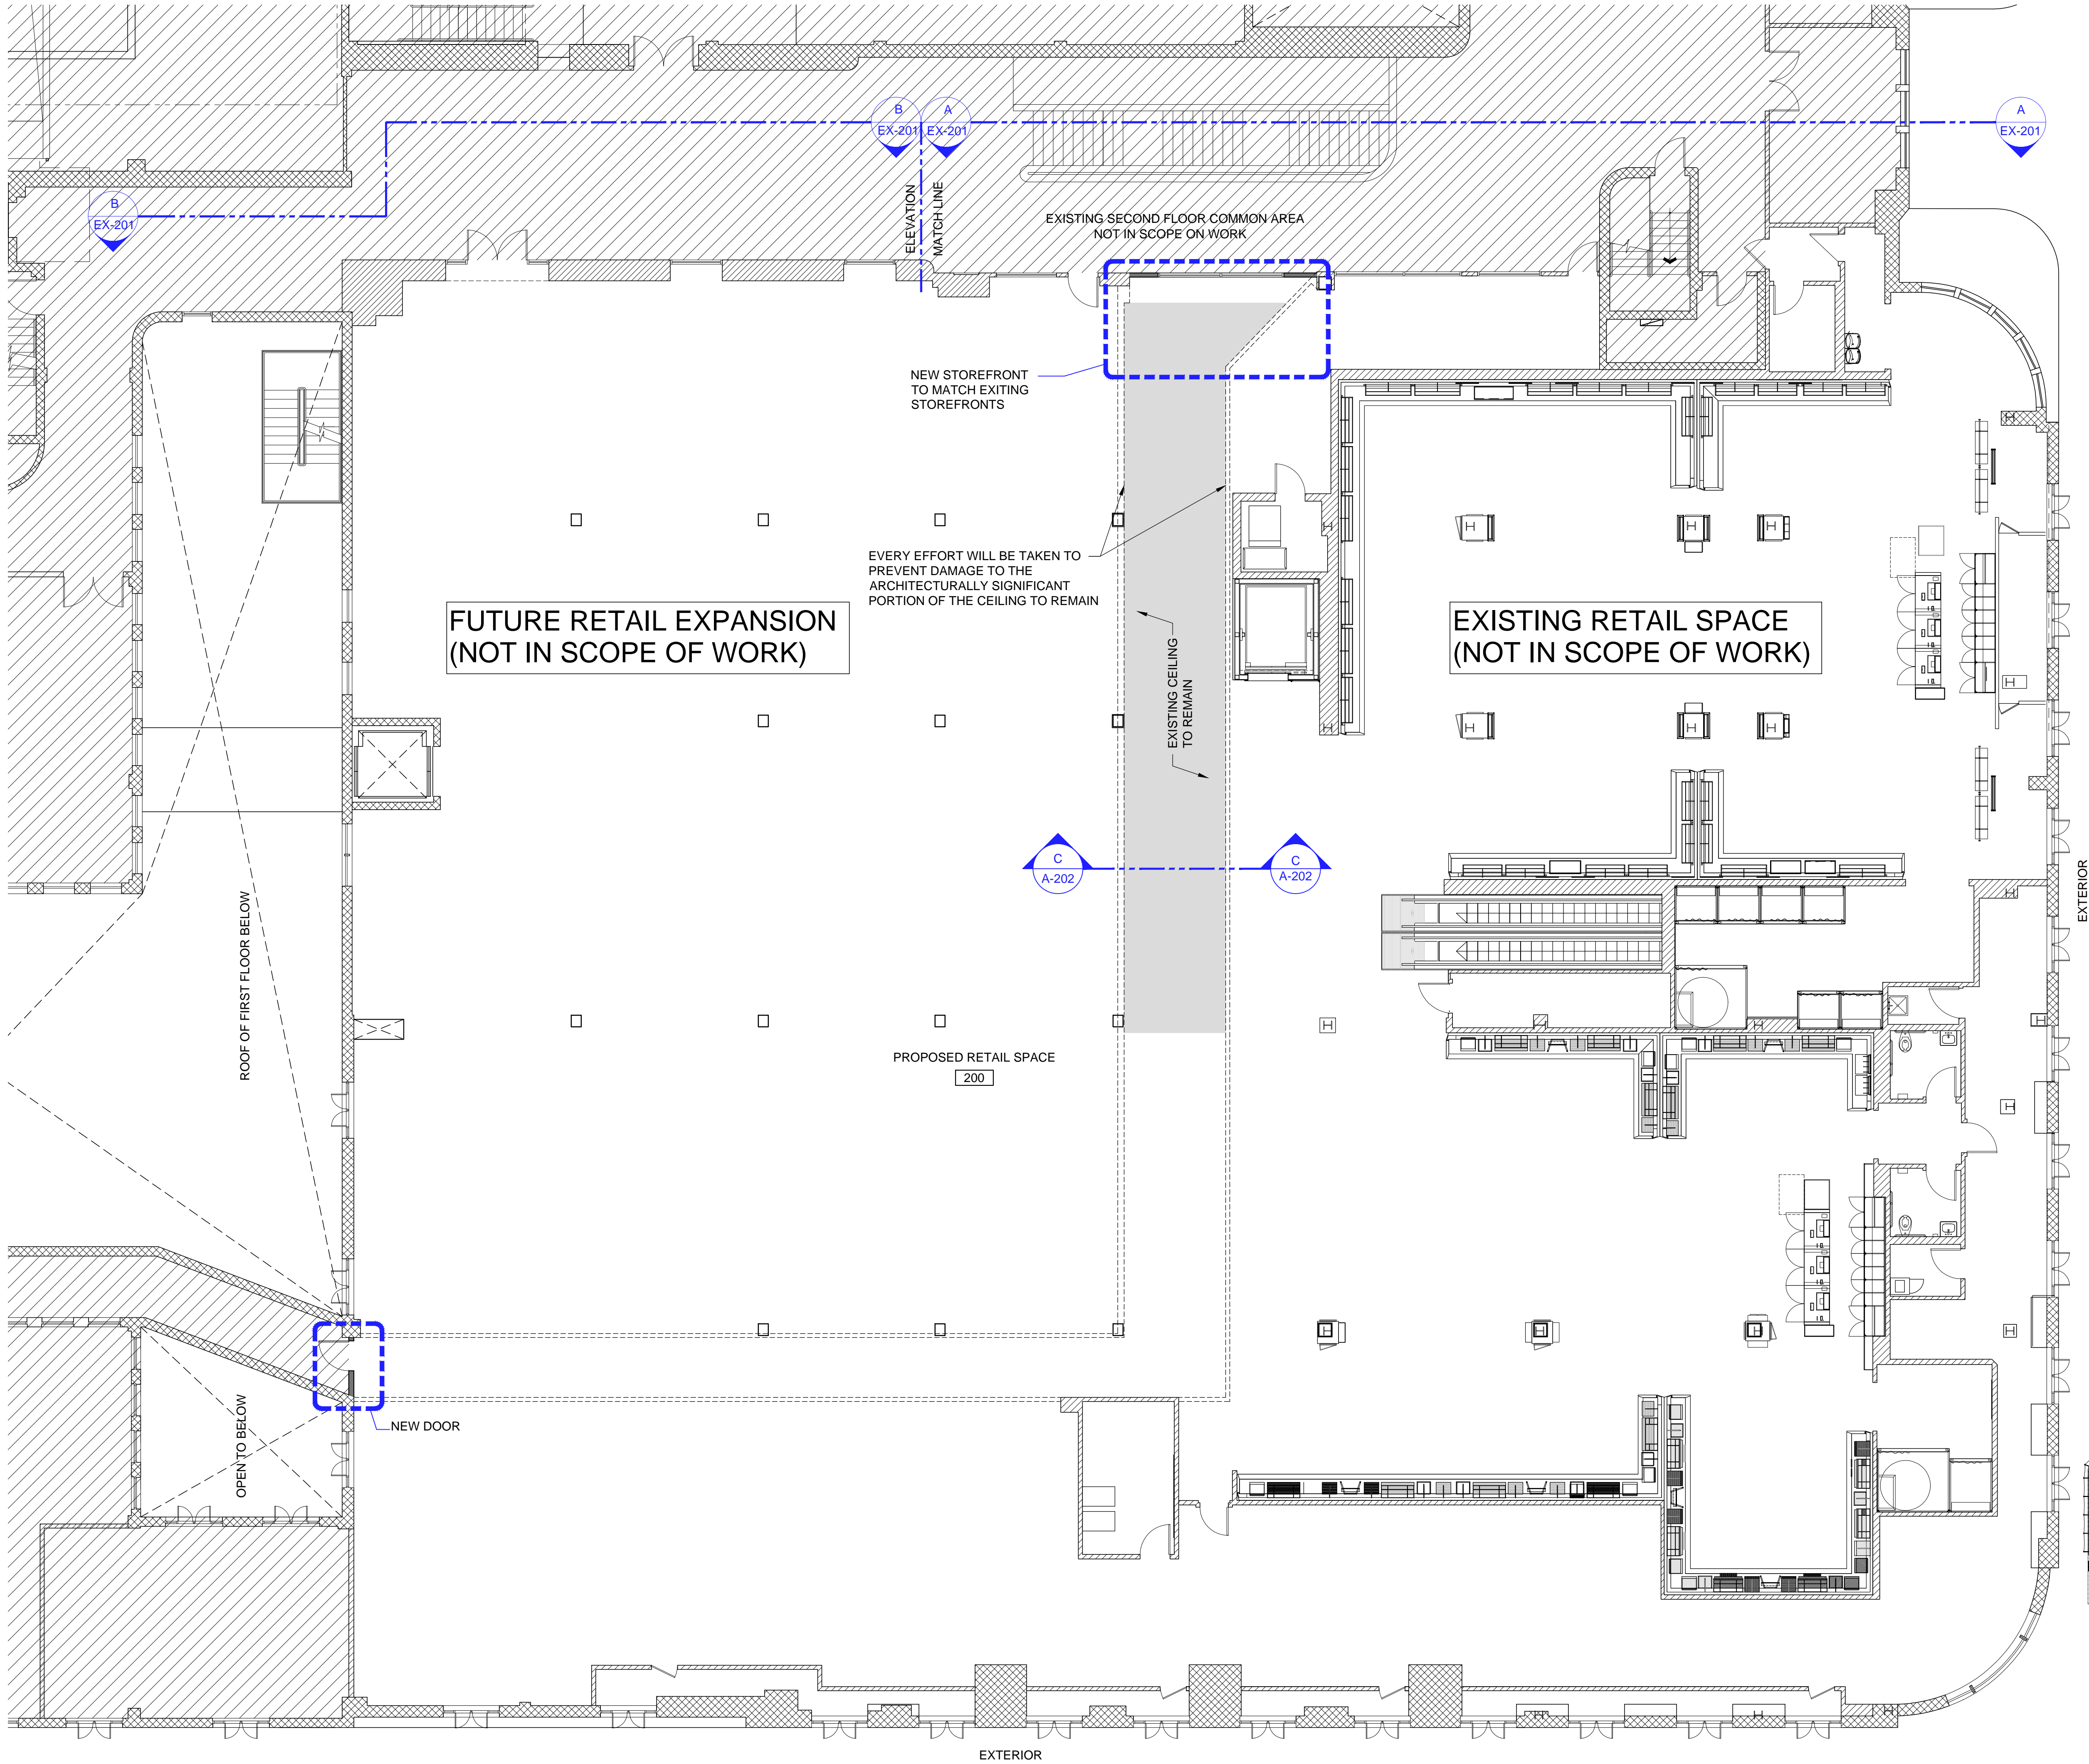 B
EX-201
A
EX-201
A
EX-201
B
EX-201
ELEVATION
MATCH LINE
EXISTING SECOND FLOOR COMMON AREA
NOT IN SCOPE ON WORK
NEW STOREFRONT
TO MATCH EXITING
STOREFRONTS
EVERY EFFORT WILL BE TAKEN TO
PREVENT DAMAGE TO THE
ARCHITECTURALLY SIGNIFICANT
PORTION OF THE CEILING TO REMAIN
FUTURE RETAIL EXPANSION
(NOT IN SCOPE OF WORK)
EXISTING RETAIL SPACE
(NOT IN SCOPE OF WORK)
EXISTING CEILING
TO REMAIN
C
A-202
C
A-202
EXTERIOR
ROOF OF FIRST FLOOR BELOW
PROPOSED RETAIL SPACE
200
OPEN TO BELOW
NEW DOOR
EXTERIOR